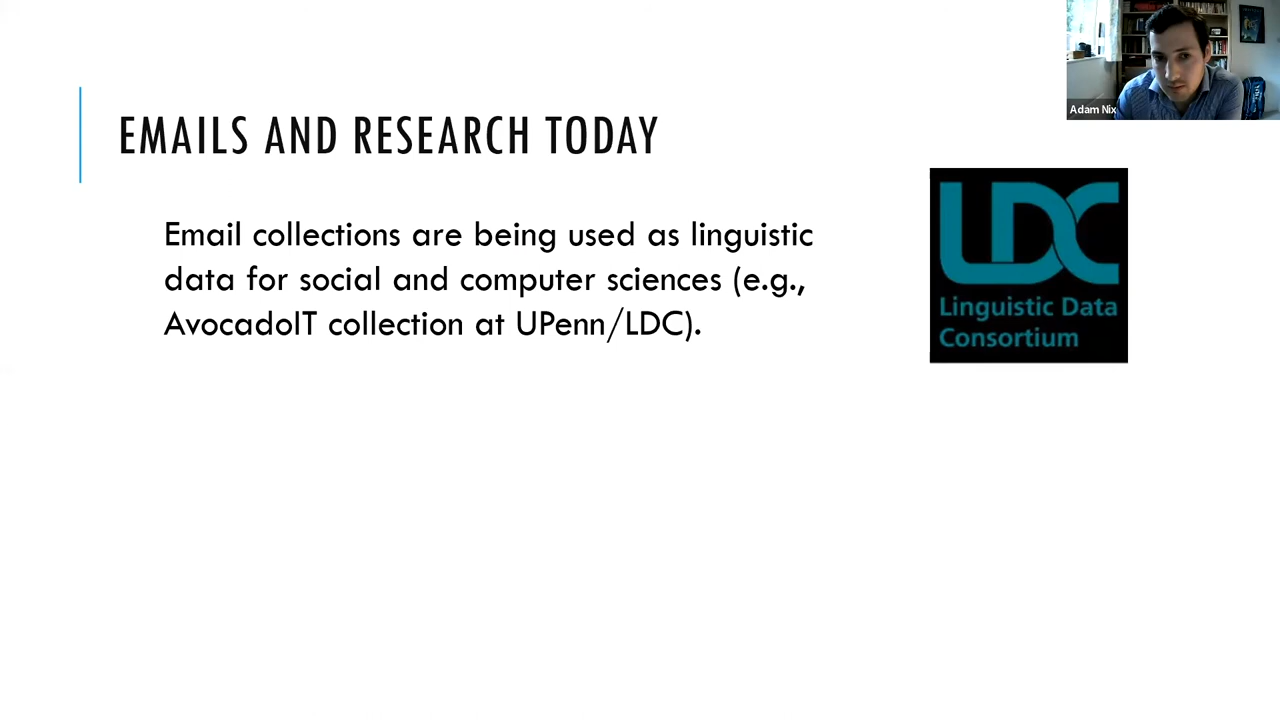 Adam Nix
EMAILS AND RESEARCH TODAY
Email collections are being used as linguistic
data for social and computer sciences (e.g.,
AvocadoIT collection at UPenn/LDC).
LDC
Linguistic Data
Consortium